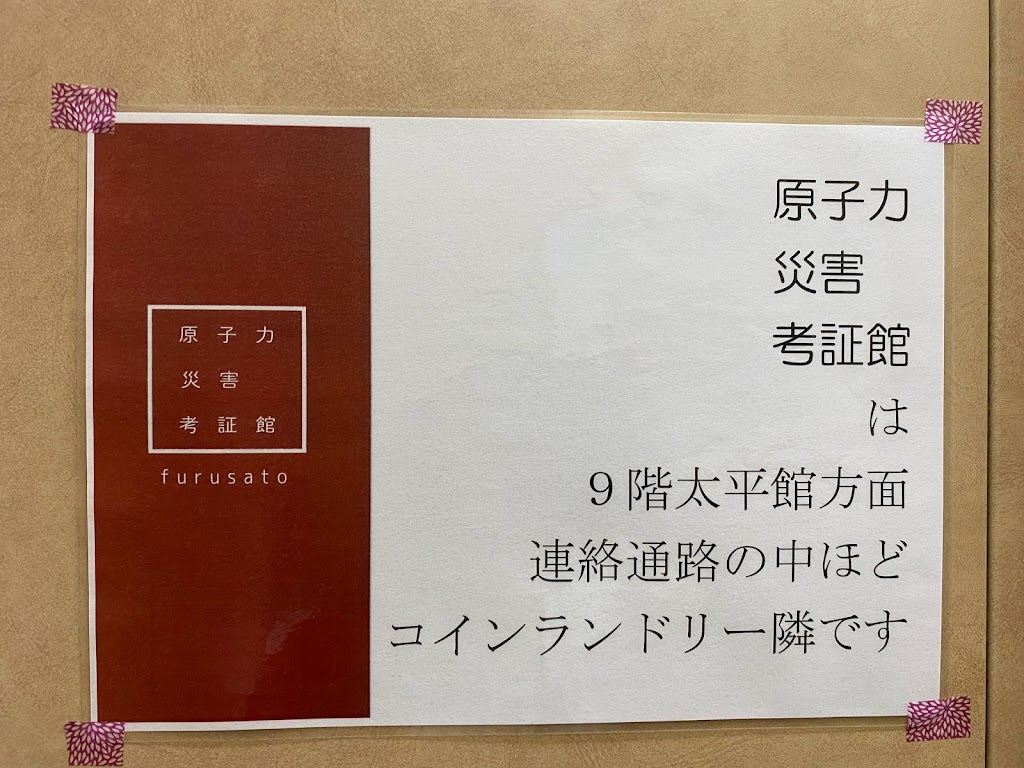 原子力
災害
考証館
furusato
原子力
災害
考証館
は
９階太平館方面
連絡通路の中ほど
コインランドリー隣です